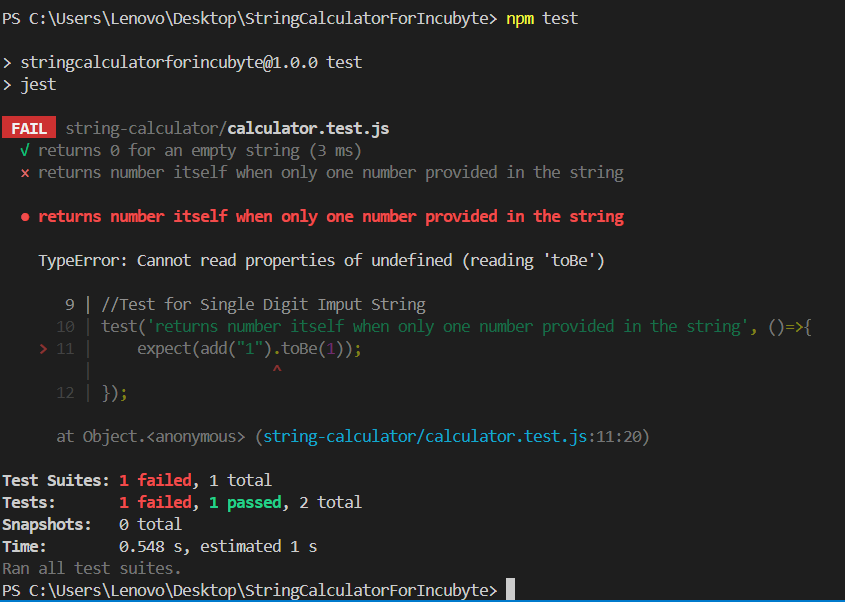 PS C:\Users\Lenovo\Desktop\StringCalculatorForIncubyte> npm test
> stringcalculatorforincubyte@1.0.0 test
> jest
FAIL string-calculator/calculator.test.js
√ returns 0 for an empty string (3 ms)
× returns number itself when only one number provided in the string
● returns number itself when only one number provided in the string
TypeError: Cannot read properties of undefined (reading 'toBe')
9 | //Test for Single Digit Imput String
10 | test('returns number itself when only one number provided in the string', ()=>{
> 11 | expect(add("1").toBe(1));
| ^
12 | });
at Object.<anonymous> (string-calculator/calculator.test.js:11:20)
Test Suites: 1 failed, 1 total
Tests: 1 failed, 1 passed, 2 total
Snapshots: 0 total
Time: 0.548 s, estimated 1 s
Ran all test suites.
PS C:\Users\Lenovo\Desktop\StringCalculatorForIncubyte>